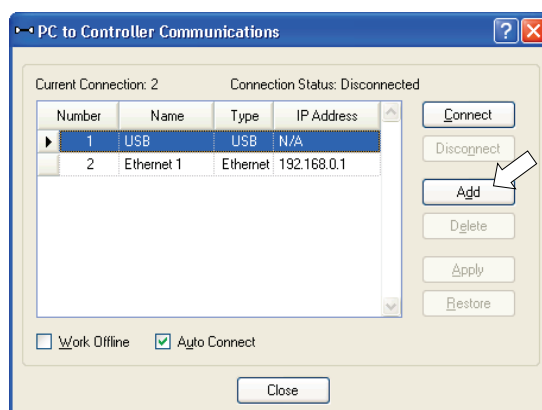 PC to Controller Communications
Current Connection: 2 Connection Status: Disconnected
Number Name Type IP Address
1 USB USB N/A
2 Ethernet 1 Ethernet 192.168.0.1
Connect
Disconnect
Add
Delete
Apply
Restore
Work Offline Auto Connect
Close